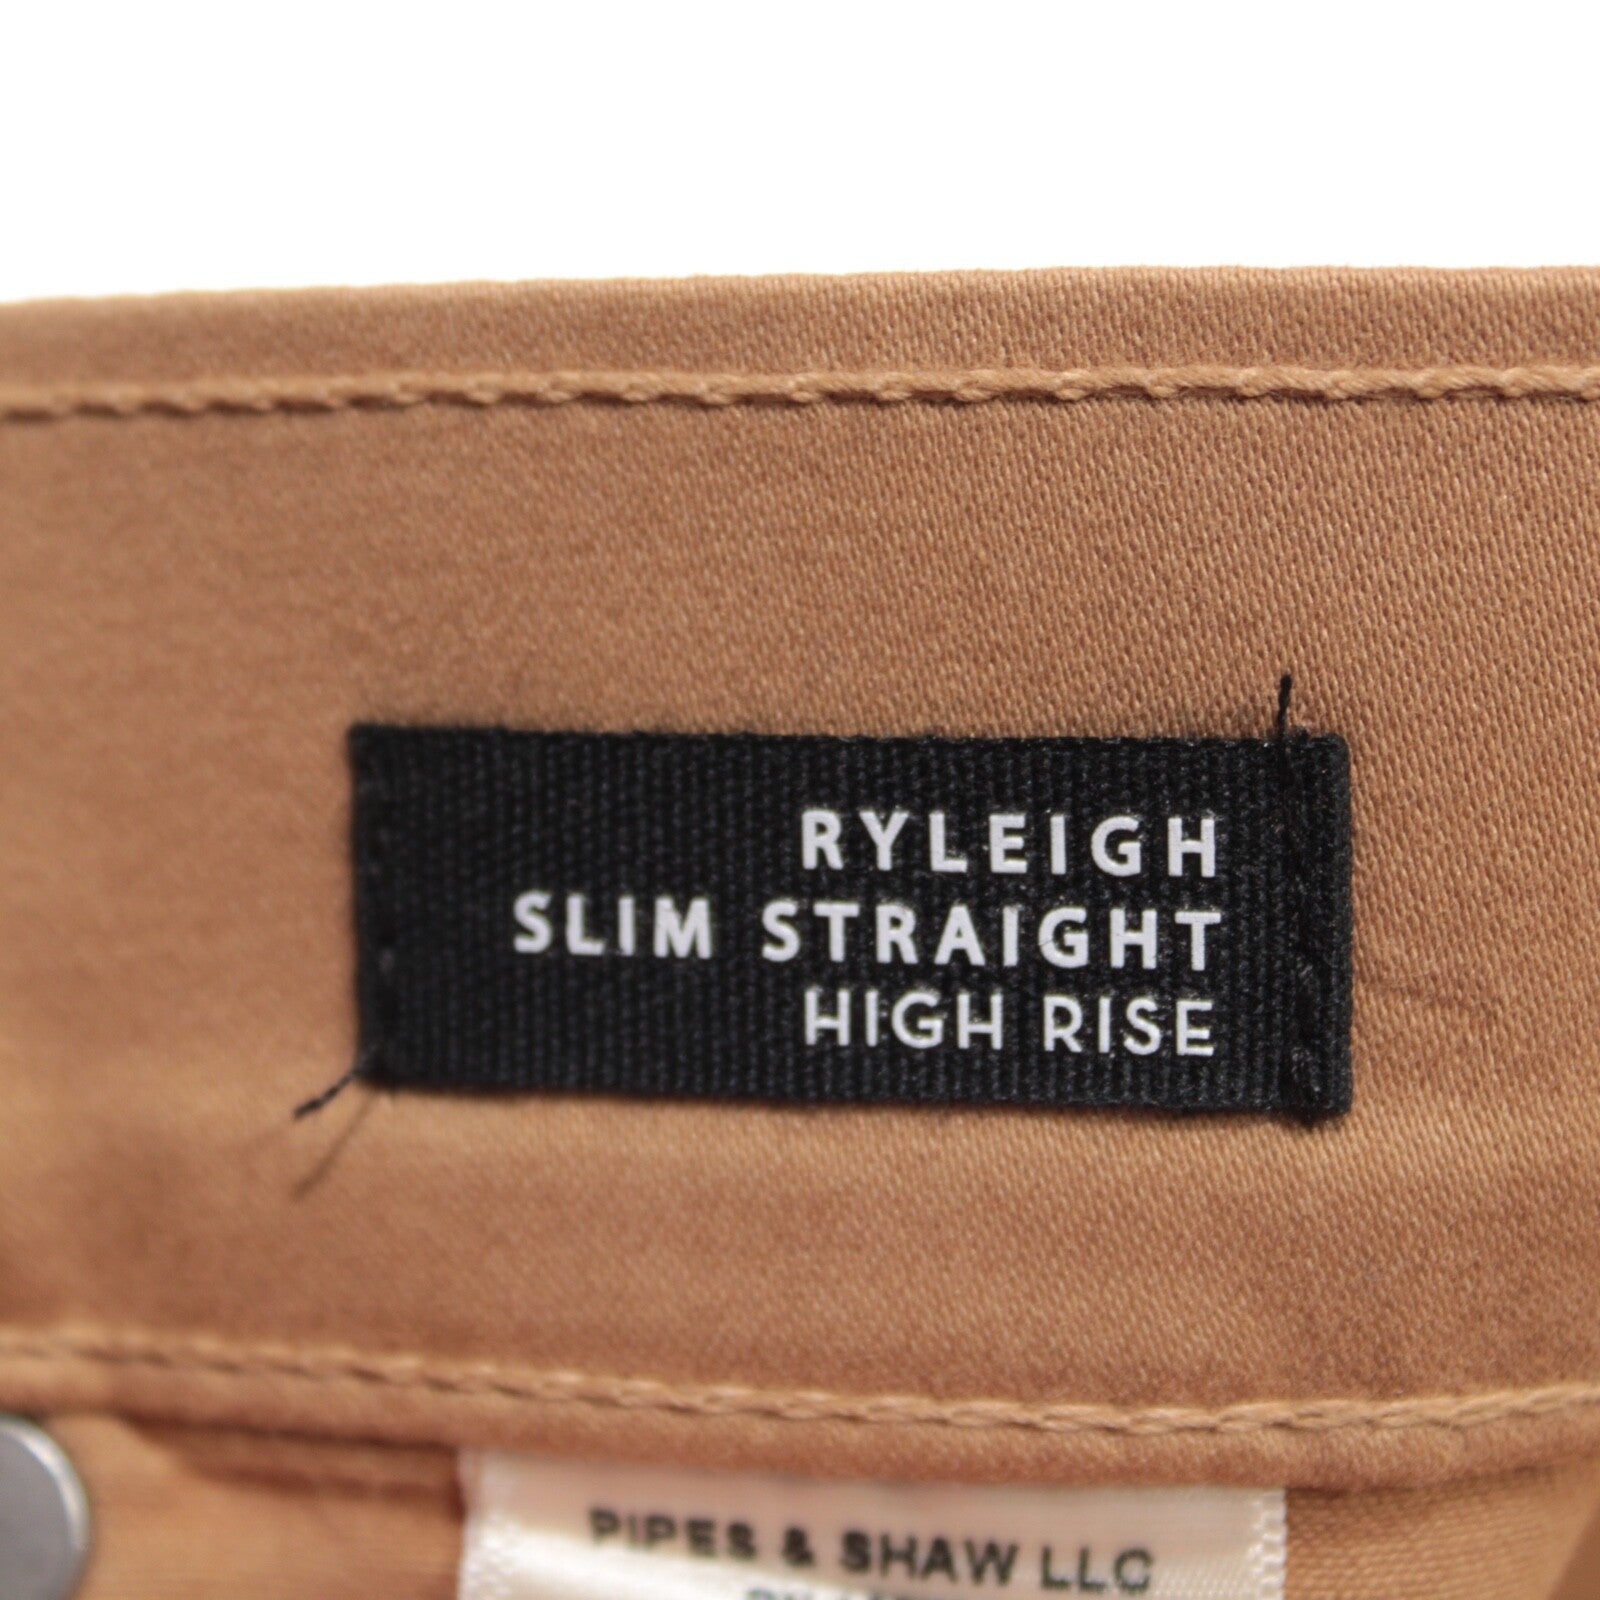 RYLEIGH
SLIM STRAIGHT
HIGH RISE
PIPES & SHAW LLC